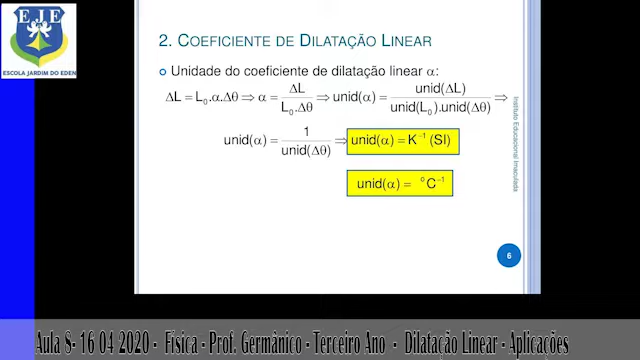 EJE
ESCOLA JARDIM DO EDEN
2. COEFICIENTE DE DILATAÇÃO LINEAR
Unidade do coeficiente de dilatação linear α:
ΔL = L₀.α.Δθ ⇒ α = ΔL / L₀.Δθ ⇒ unid(α) = unid(ΔL) / unid(L₀).unid(Δθ) ⇒
unid(α) = 1 / unid(Δθ) ⇒ unid(α) = K⁻¹ (SI)
unid(α) = ⁰C⁻¹
Instituto Educacional Imaculada
6
Aula 8- 16 04 2020 - Física - Prof. Germânico - Terceiro Ano - Dilatação Linear - Aplicações